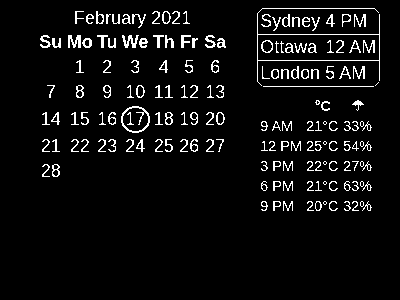 February 2021
Su Mo Tu We Th Fr Sa
1 2 3 4 5 6
7 8 9 10 11 12 13
14 15 16 17 18 19 20
21 22 23 24 25 26 27
28
Sydney 4 PM
Ottawa 12 AM
London 5 AM
°C ☂
9 AM 21°C 33%
12 PM 25°C 54%
3 PM 22°C 27%
6 PM 21°C 63%
9 PM 20°C 32%